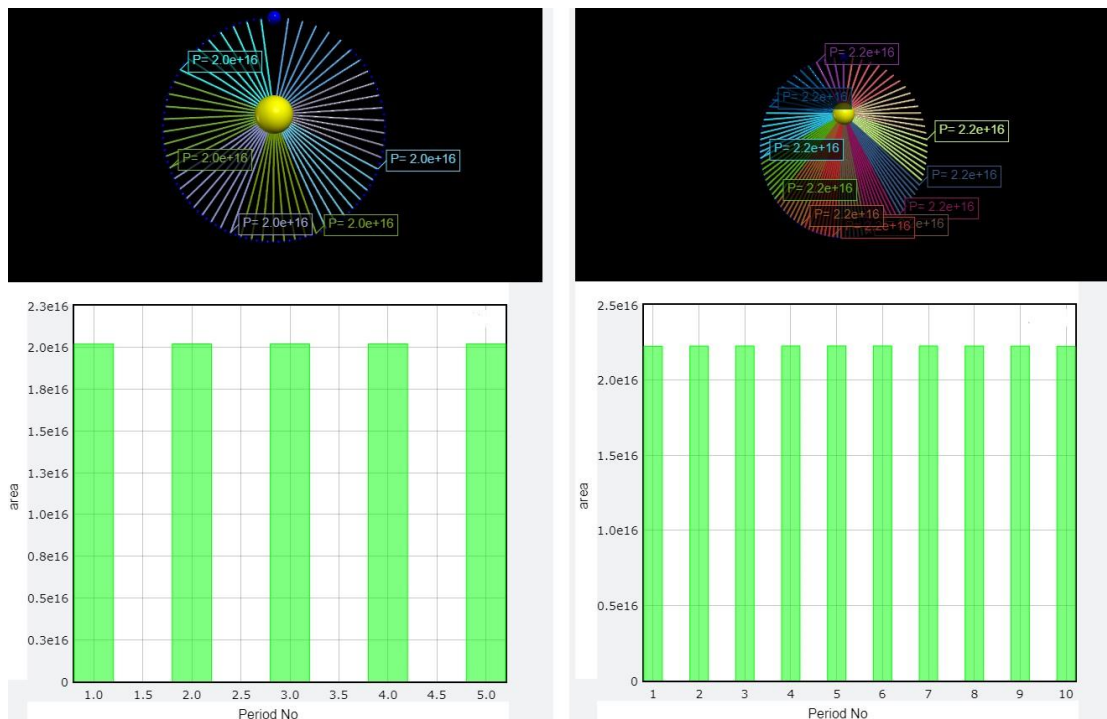 P= 2.0e+16
P= 2.0e+16
P= 2.0e+16
P= 2.0e+16
P= 2.0e+16
2.3e16
2.0e16
1.8e16
1.5e16
1.3e16
1.0e16
0.8e16
0.5e16
0.3e16
0
area
1.0 1.5 2.0 2.5 3.0 3.5 4.0 4.5 5.0
Period No
P= 2.2e+16
P= 2.2e+16
P= 2.2e+16
P= 2.2e+16
P= 2.2e+16
P= 2.2e+16
P= 2.2e+16
P= 2.2e+16
2.2e+16
e+16
2.5e16
2.0e16
1.5e16
1.0e16
0.5e16
0
area
1 2 3 4 5 6 7 8 9 10
Period No